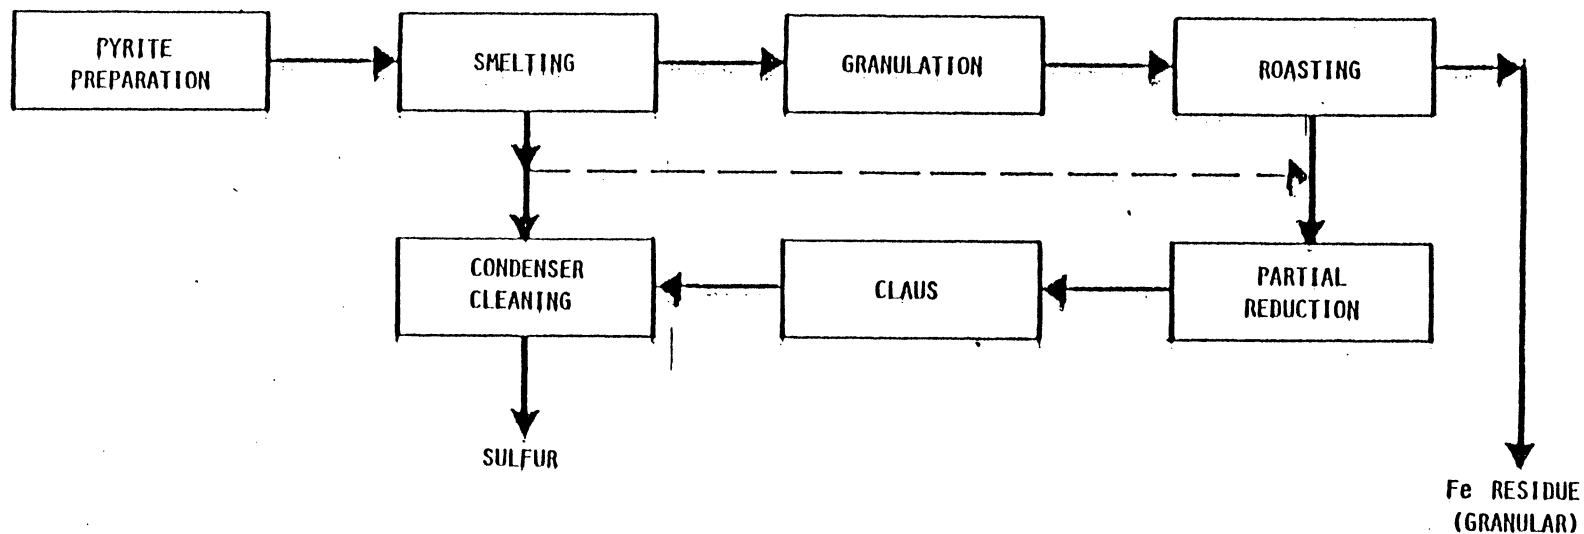 PYRITE
PREPARATION
SMELTING
GRANULATION
ROASTING
CONDENSER
CLEANING
CLAUS
PARTIAL
REDUCTION
SULFUR
Fe RESIDUE
(GRANULAR)